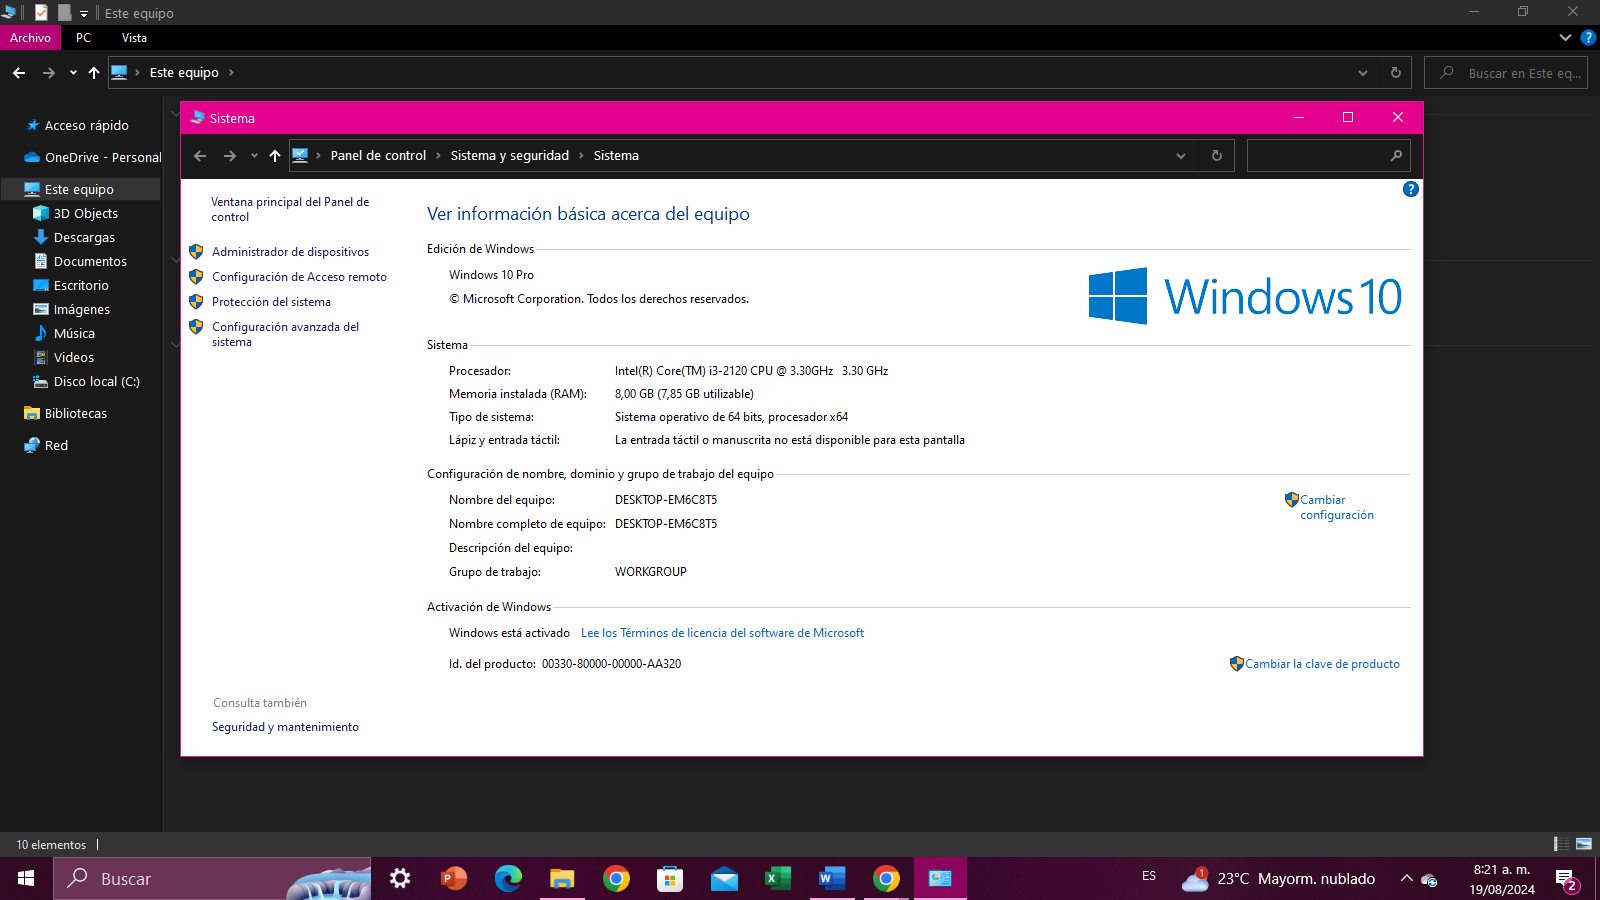 Este equipo
Archivo PC Vista
Este equipo
Buscar en Este eq...
Acceso rápido
OneDrive - Personal
Este equipo
3D Objects
Descargas
Documentos
Escritorio
Imágenes
Música
Videos
Disco local (C:)
Bibliotecas
Red
Sistema
Panel de control Sistema y seguridad Sistema
Ventana principal del Panel de
control
Administrador de dispositivos
Configuración de Acceso remoto
Protección del sistema
Configuración avanzada del
sistema
Consulta también
Seguridad y mantenimiento
Ver información básica acerca del equipo
Edición de Windows
Windows 10 Pro
© Microsoft Corporation. Todos los derechos reservados.
Windows 10
Sistema
Procesador: Intel(R) Core(TM) i3-2120 CPU @ 3.30GHz 3.30 GHz
Memoria instalada (RAM): 8,00 GB (7,85 GB utilizable)
Tipo de sistema: Sistema operativo de 64 bits, procesador x64
Lápiz y entrada táctil: La entrada táctil o manuscrita no está disponible para esta pantalla
Configuración de nombre, dominio y grupo de trabajo del equipo
Nombre del equipo: DESKTOP-EM6C8T5
Cambiar
configuración
Nombre completo de equipo: DESKTOP-EM6C8T5
Descripción del equipo:
Grupo de trabajo: WORKGROUP
Activación de Windows
Windows está activado Lee los Términos de licencia del software de Microsoft
Id. del producto: 00330-80000-00000-AA320
Cambiar la clave de producto
10 elementos
Buscar
ES
1
23°C Mayorm. nublado
8:21 a. m.
19/08/2024
2